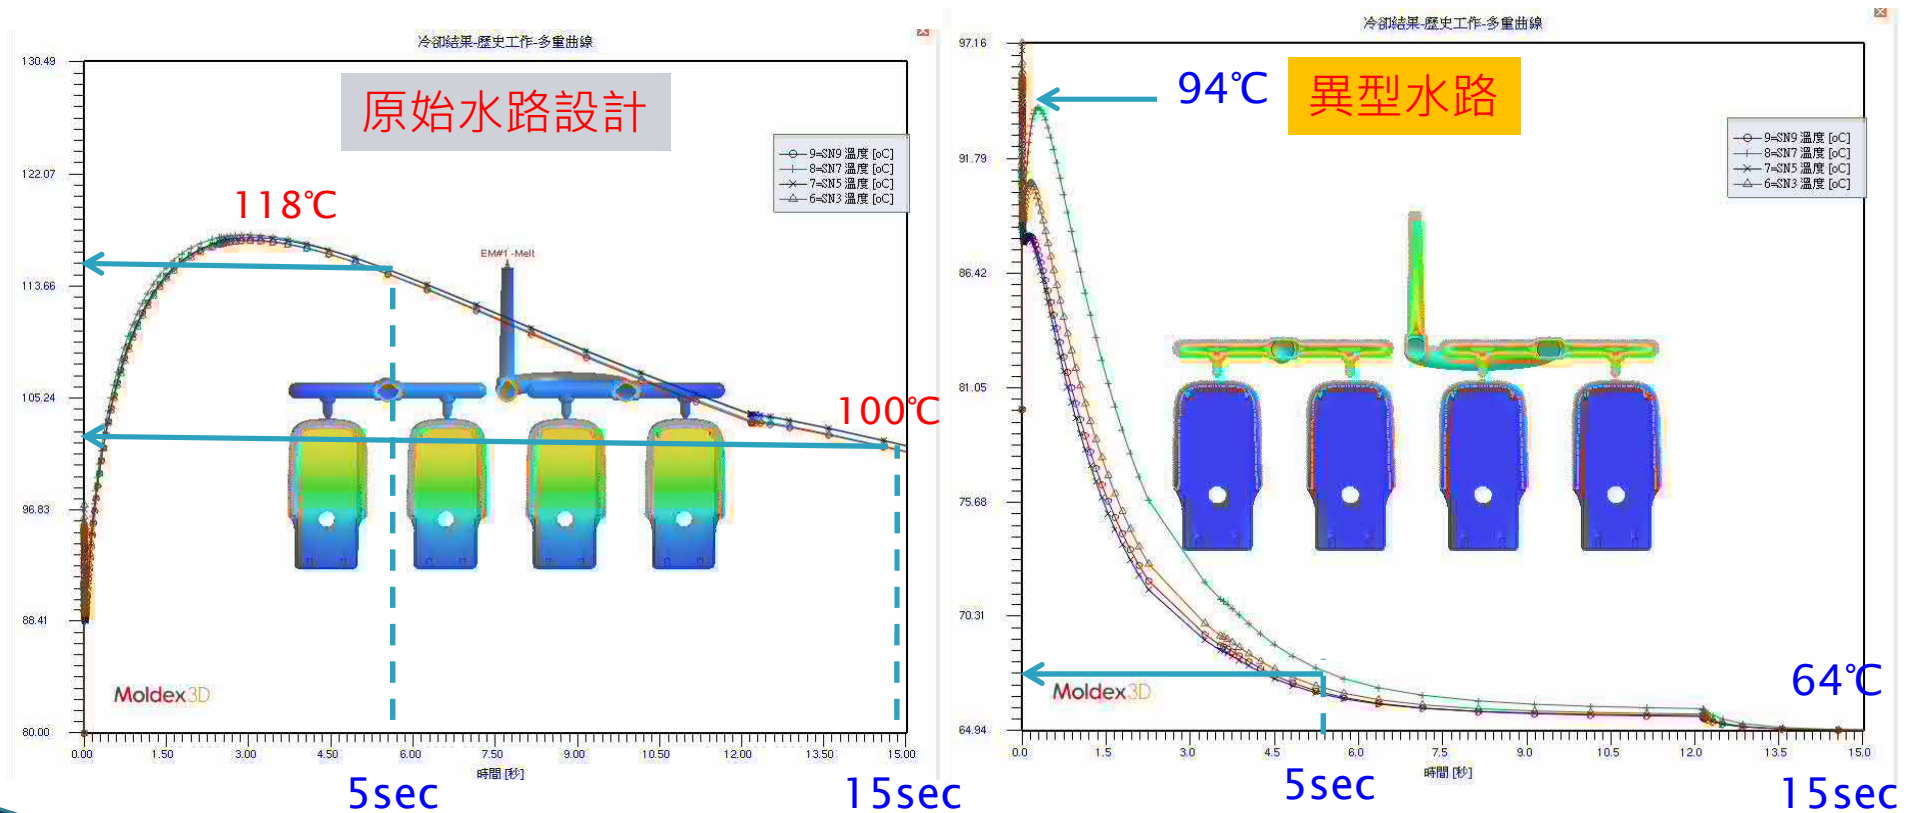 冷卻結果-歷史工作-多重曲線
130.49
原始水路設計
9=SN9 溫度 [oC]
8=SN7 溫度 [oC]
7=SN5 溫度 [oC]
6=SN3 溫度 [oC]
122.07
118℃
EM#1 -Melt
113.66
105.24
100℃
96.83
88.41
Moldex3D
80.00
0.00 1.50 3.00 4.50 6.00 7.50 9.00 10.50 12.00 13.50 15.00
時間 [秒]
5sec 15sec
冷卻結果-歷史工作-多重曲線
97.16
94℃
異型水路
9=SN9 溫度 [oC]
8=SN7 溫度 [oC]
7=SN5 溫度 [oC]
6=SN3 溫度 [oC]
91.79
86.42
81.05
75.68
70.31
64℃
Moldex3D
64.94
0.0 1.5 3.0 4.5 6.0 7.5 9.0 10.5 12.0 13.5 15.0
時間 [秒]
5sec 15sec